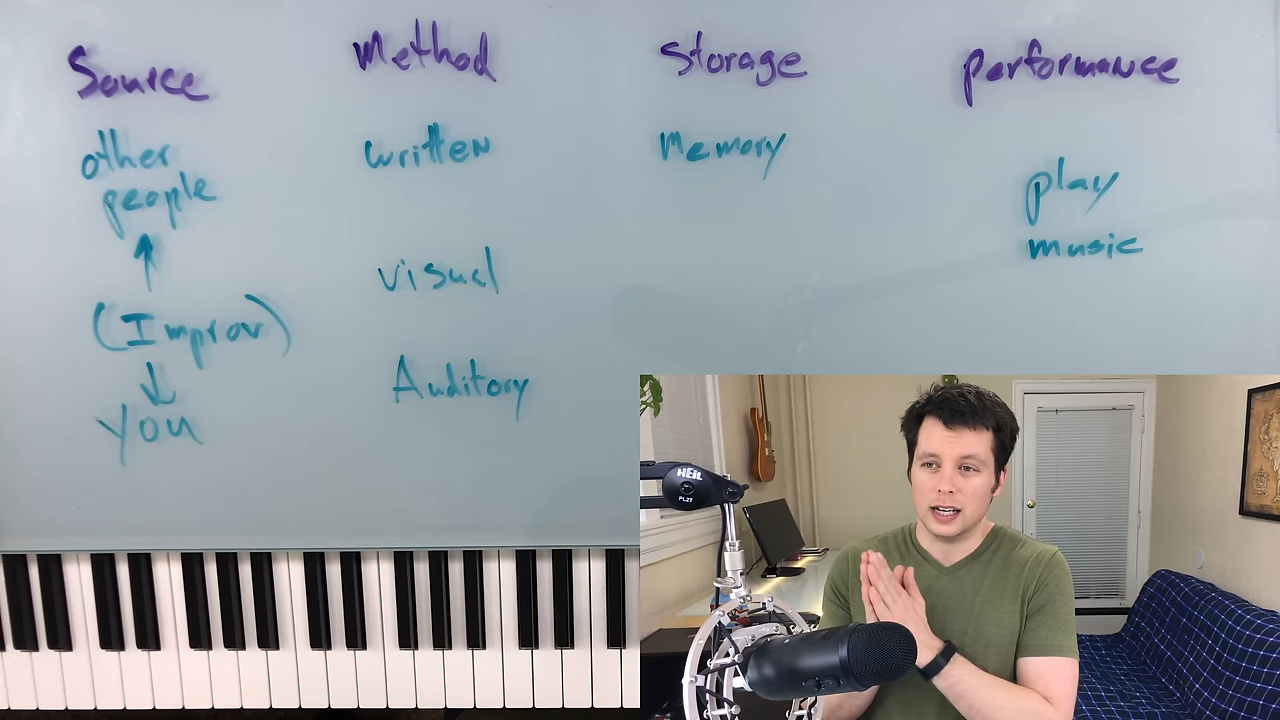 Source
other
people
(Improv)
you
Method
written
visual
Auditory
Storage
Memory
performance
play
music
HEiL
PL2T